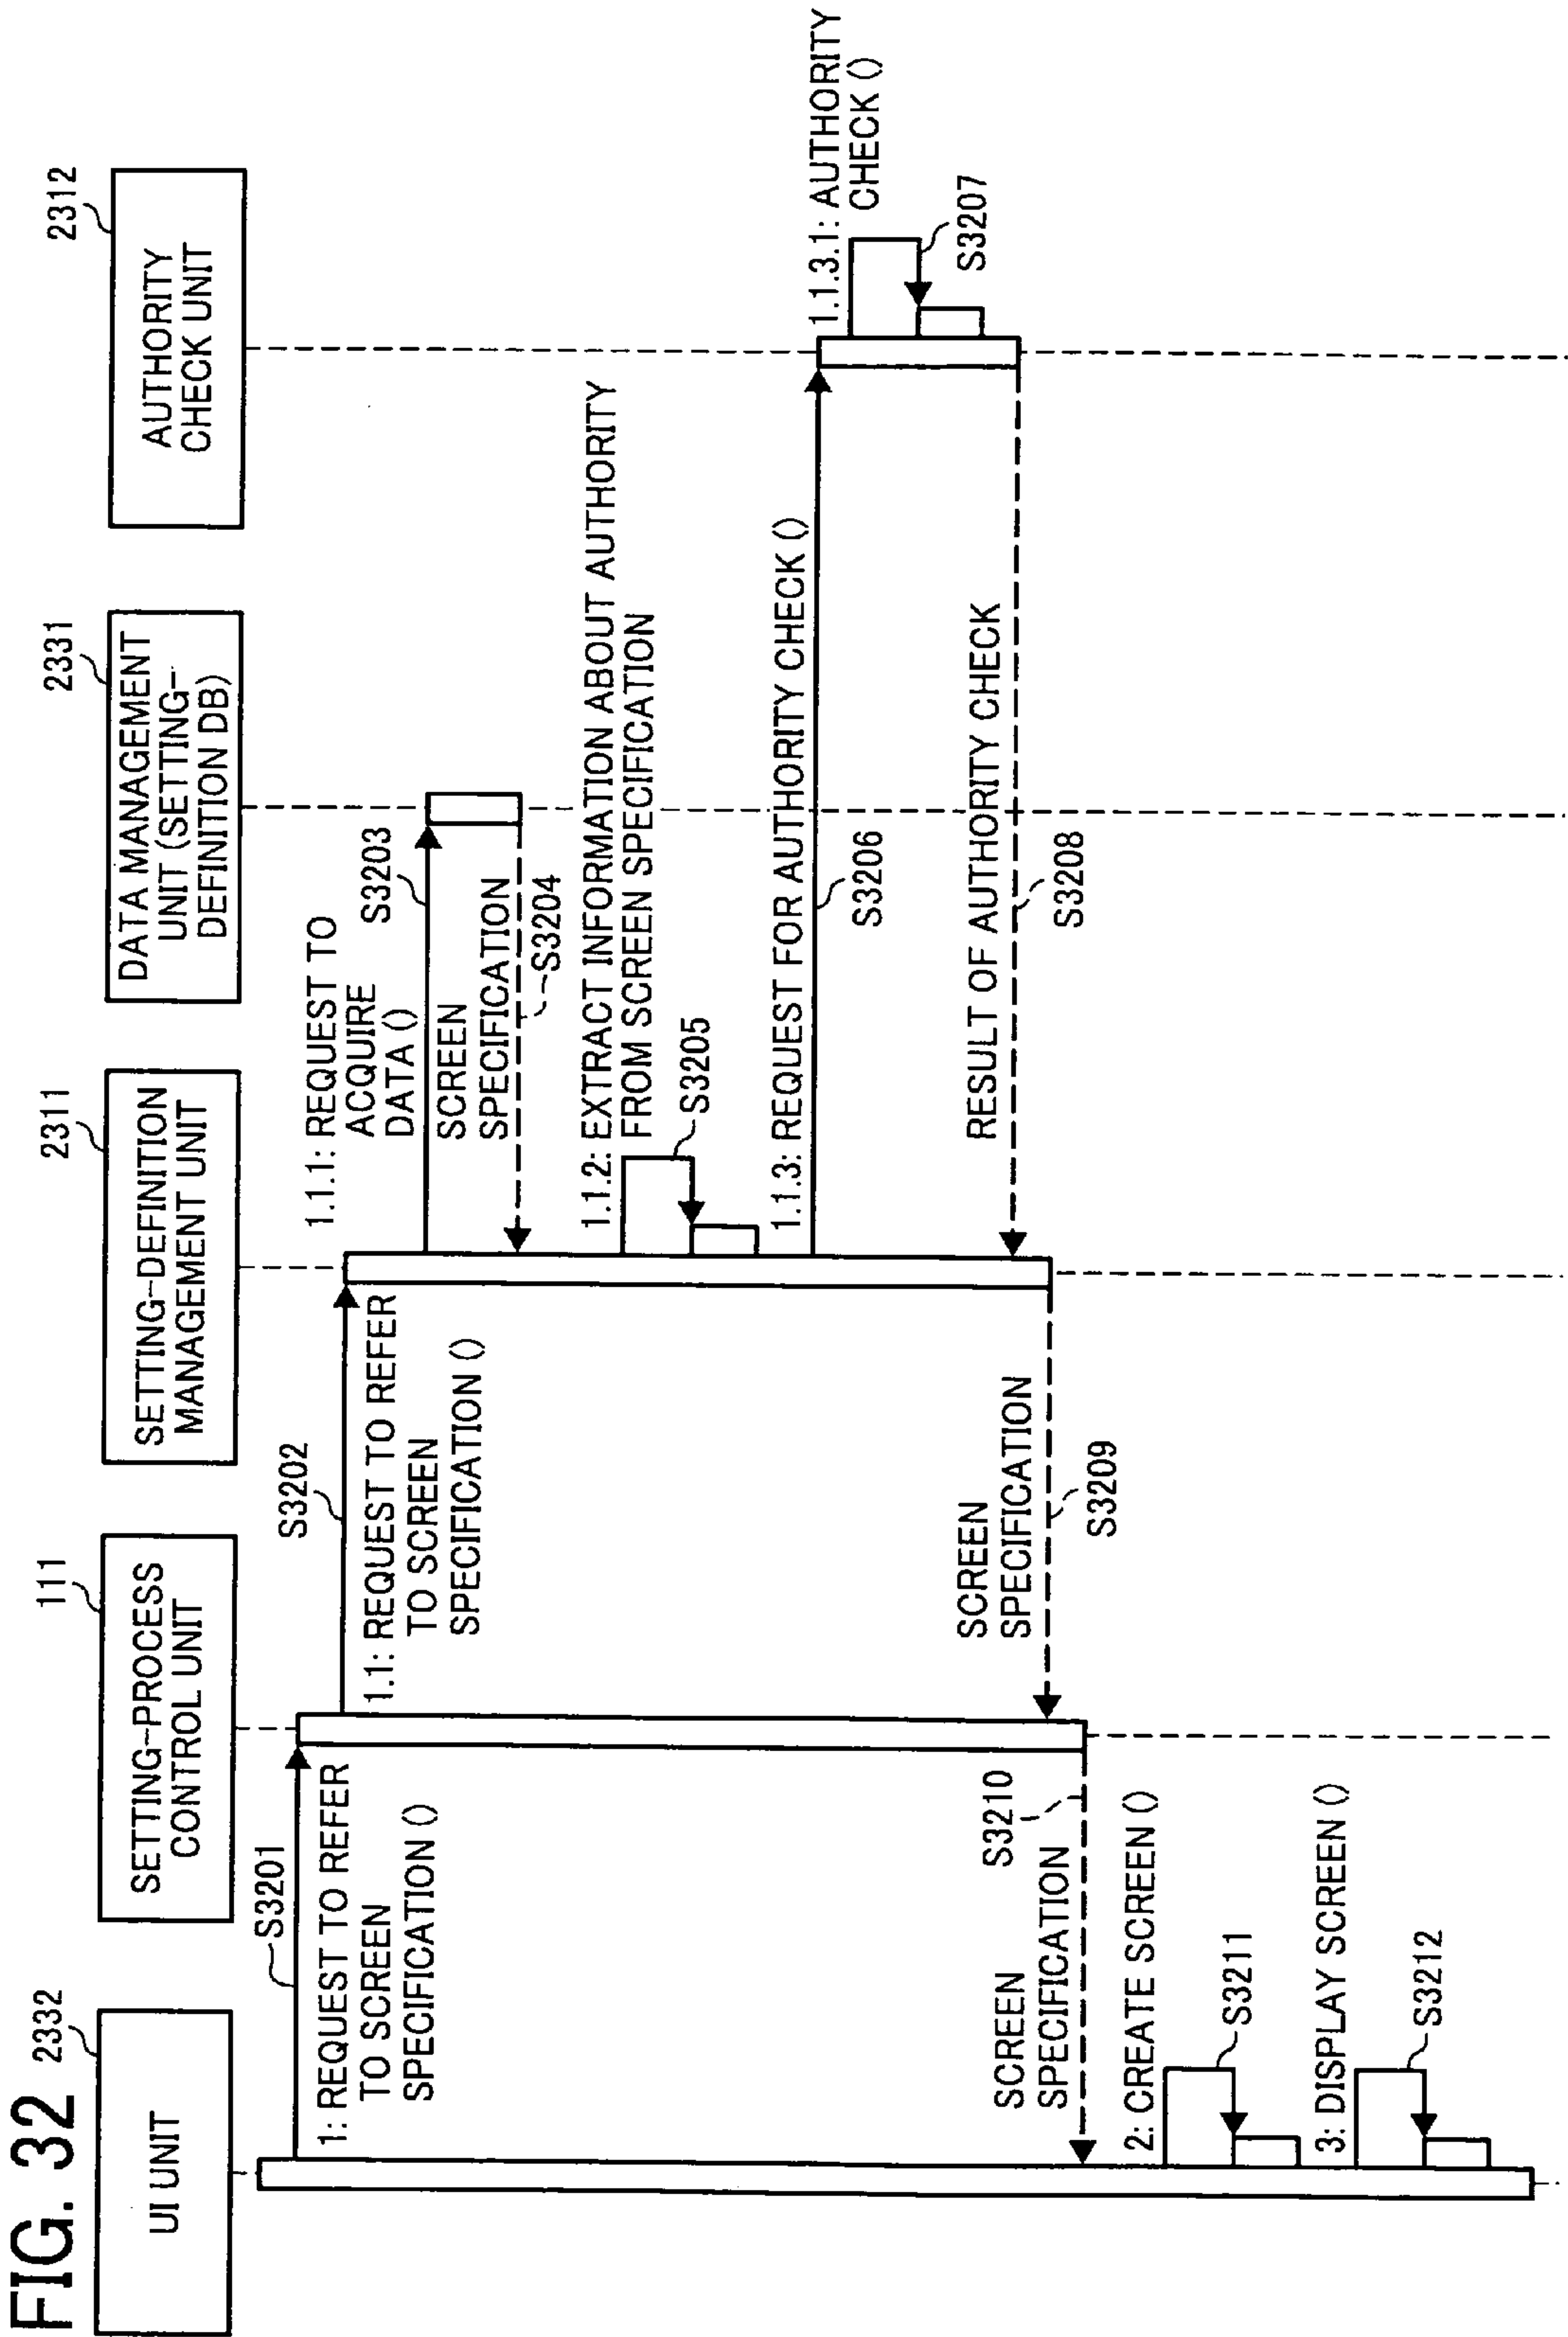 FIG. 32
2332
UI UNIT
111
SETTING-PROCESS
CONTROL UNIT
2311
SETTING-DEFINITION
MANAGEMENT UNIT
2331
DATA MANAGEMENT
UNIT (SETTING-
DEFINITION DB)
2312
AUTHORITY
CHECK UNIT
S3201
1: REQUEST TO REFER
TO SCREEN
SPECIFICATION ()
S3202
1.1: REQUEST TO REFER
TO SCREEN
SPECIFICATION ()
1.1.1: REQUEST TO
ACQUIRE
DATA ()
S3203
SCREEN
SPECIFICATION
S3204
1.1.2: EXTRACT INFORMATION ABOUT AUTHORITY
FROM SCREEN SPECIFICATION
S3205
1.1.3: REQUEST FOR AUTHORITY CHECK ()
S3206
1.1.3.1: AUTHORITY
CHECK ()
S3207
RESULT OF AUTHORITY CHECK
S3208
SCREEN
SPECIFICATION
S3209
S3210
SCREEN
SPECIFICATION
2: CREATE SCREEN ()
S3211
3: DISPLAY SCREEN ()
S3212